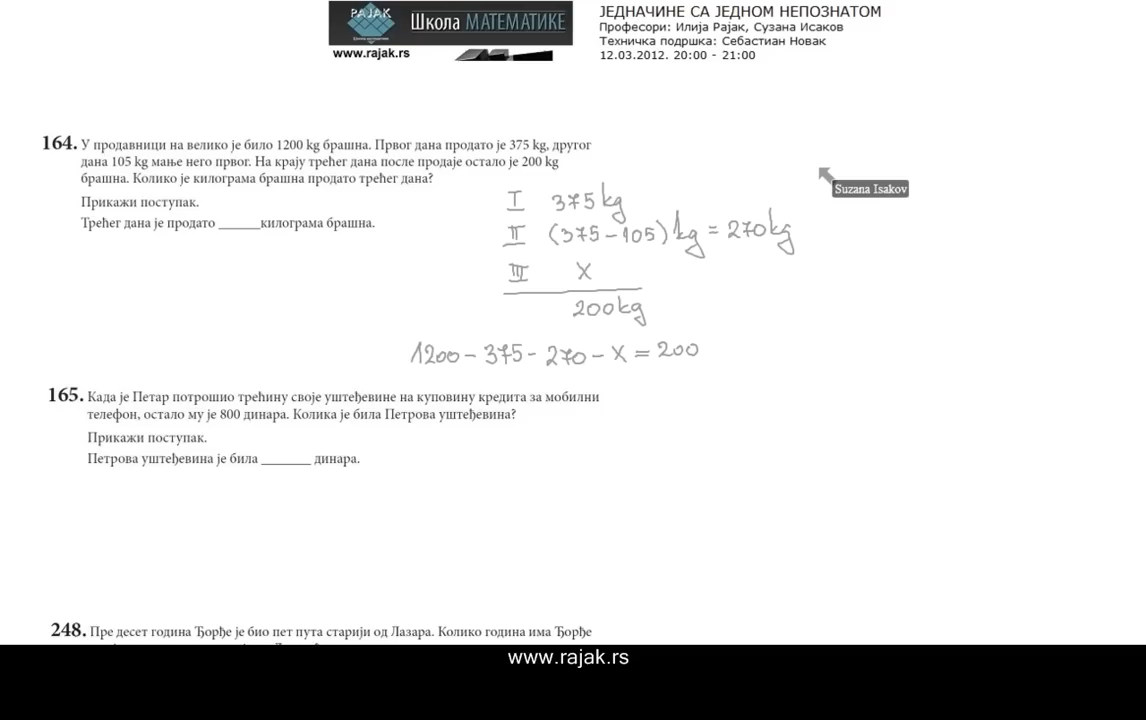 РАЈАК
Школа МАТЕМАТИКЕ
www.rajak.rs
ЈЕДНАЧИНЕ СА ЈЕДНОМ НЕПОЗНАТОМ
Професори: Илија Рајак, Сузана Исаков
Техничка подршка: Себастиан Новак
12.03.2012. 20:00 - 21:00
164. У продавници на велико је било 1200 kg брашна. Првог дана продато је 375 kg, другог
дана 105 kg мање него првог. На крају трећег дана после продаје остало је 200 kg
брашна. Колико је килограма брашна продато трећег дана?
Прикажи поступак.
Трећег дана је продато ______килограма брашна.
Suzana Isakov
I 375 kg
II (375-105) kg = 270 kg
III X
200 kg
1200 - 375 - 270 - X = 200
165. Када је Петар потрошио трећину своје уштеђевине на куповину кредита за мобилни
телефон, остало му је 800 динара. Колика је била Петрова уштеђевина?
Прикажи поступак.
Петрова уштеђевина је била _______ динара.
248. Пре десет година Ђорђе је био пет пута старији од Лазара. Колико година има Ђорђе
www.rajak.rs